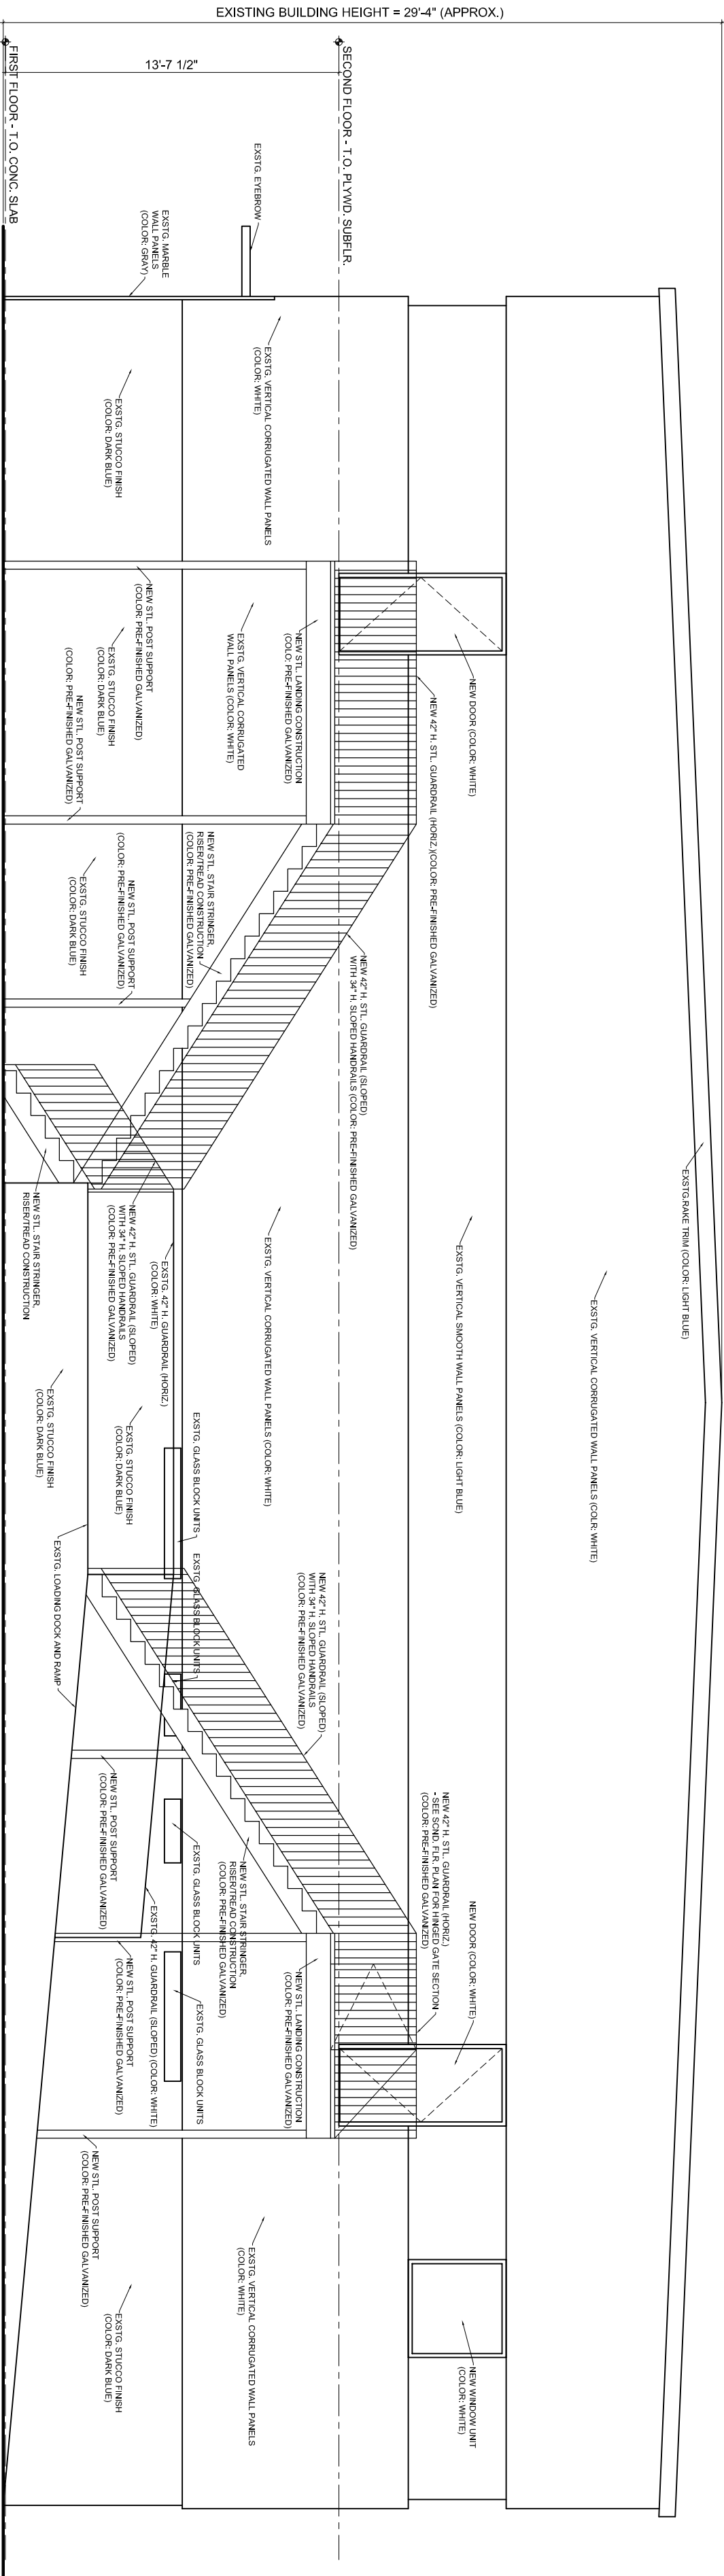 EXISTING BUILDING HEIGHT = 29'-4" (APPROX.)
13'-7 1/2"
SECOND FLOOR - T.O. PLYWD. SUBFLR.
FIRST FLOOR - T.O. CONC. SLAB
EXSTG. EYEBROW
EXSTG. MARBLE
WALL PANELS
(COLOR: GRAY)
EXSTG. VERTICAL CORRUGATED WALL PANELS
(COLOR: WHITE)
EXSTG. STUCCO FINISH
(COLOR: DARK BLUE)
NEW DOOR (COLOR: WHITE)
NEW 42" H. STL. GUARDRAIL (HORIZ.)(COLOR: PRE-FINISHED GALVANIZED)
NEW STL. LANDING CONSTRUCTION
(COLO: PRE-FINISHED GALVANIZED)
EXSTG. VERTICAL CORRUGATED
WALL PANELS (COLOR: WHITE)
NEW STL. POST SUPPORT
(COLOR: PRE-FINISHED GALVANIZED)
EXSTG. STUCCO FINISH
(COLOR: DARK BLUE)
NEW STL. POST SUPPORT
(COLOR: PRE-FINISHED GALVANIZED)
NEW STL. STAIR STRINGER,
RISER/TREAD CONSTRUCTION
(COLOR: PRE-FINISHED GALVANIZED)
NEW STL. POST SUPPORT
(COLOR: PRE-FINISHED GALVANIZED)
EXSTG. STUCCO FINISH
(COLOR: DARK BLUE)
NEW 42" H. STL. GUARDRAIL (SLOPED)
WITH 34" H. SLOPED HANDRAILS (COLOR: PRE-FINISHED GALVANIZED)
EXSTG.RAKE TRIM (COLOR: LIGHT BLUE)
EXSTG. VERTICAL CORRUGATED WALL PANELS (COLR: WHITE)
EXSTG. VERTICAL SMOOTH WALL PANELS (COLOR: LIGHT BLUE)
EXSTG. VERTICAL CORRUGATED WALL PANELS (COLOR: WHITE)
EXSTG. 42" H. GUARDRAIL (HORIZ.)
(COLOR: WHITE)
NEW 42" H. STL. GUARDRAIL (SLOPED)
WITH 34" H. SLOPED HANDRAILS
(COLOR: PRE-FINISHED GALVANIZED)
NEW STL. STAIR STRINGER,
RISER/TREAD CONSTRUCTION
EXSTG. GLASS BLOCK UNITS
EXSTG. STUCCO FINISH
(COLOR: DARK BLUE)
EXSTG. STUCCO FINISH
(COLOR: DARK BLUE)
EXSTG. GLASS BLOCK UNITS
EXSTG. LOADING DOCK AND RAMP
NEW 42" H. STL. GUARDRAIL (SLOPED)
WITH 34" H. SLOPED HANDRAILS
(COLOR: PRE-FINISHED GALVANIZED)
NEW STL. POST SUPPORT
(COLOR: PRE-FINISHED GALVANIZED)
EXSTG. GLASS BLOCK UNITS
NEW STL. STAIR STRINGER,
RISER/TREAD CONSTRUCTION
(COLOR: PRE-FINISHED GALVANIZED)
EXSTG. 42" H. GUARDRAIL (SLOPED) (COLOR: WHITE)
NEW 42" H. STL. GUARDRAIL (HORIZ.)
- SEE SCND. FLR. PLAN FOR HINGED GATE SECTION
(COLOR: PRE-FINISHED GALVANIZED)
NEW DOOR (COLOR: WHITE)
NEW STL. LANDING CONSTRUCTION
(COLOR: PRE-FINISHED GALVANIZED)
EXSTG. GLASS BLOCK UNITS
NEW STL. POST SUPPORT
(COLOR: PRE-FINISHED GALVANIZED)
NEW STL. POST SUPPORT
(COLOR: PRE-FINISHED GALVANIZED)
EXSTG. VERTICAL CORRUGATED WALL PANELS
(COLOR: WHITE)
EXSTG. STUCCO FINISH
(COLOR: DARK BLUE)
NEW WINDOW UNIT
(COLOR: WHITE)